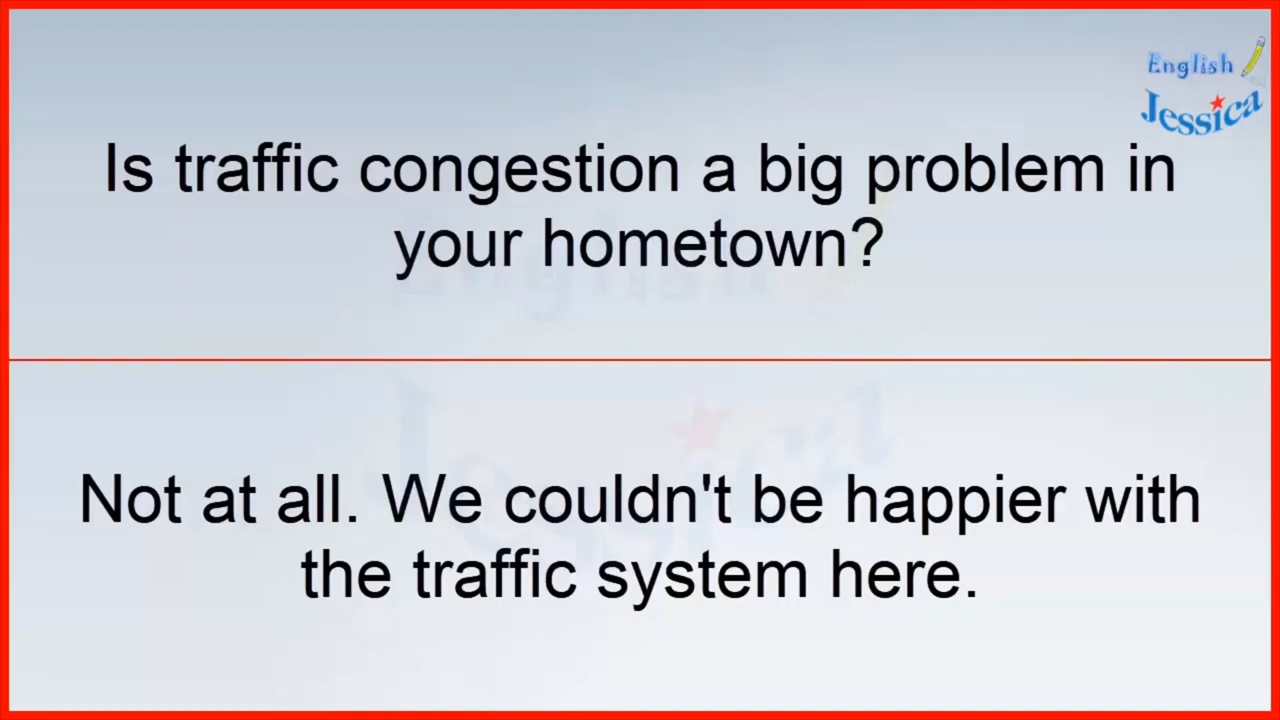 English
Jessica
Is traffic congestion a big problem in
your hometown?
Not at all. We couldn't be happier with
the traffic system here.